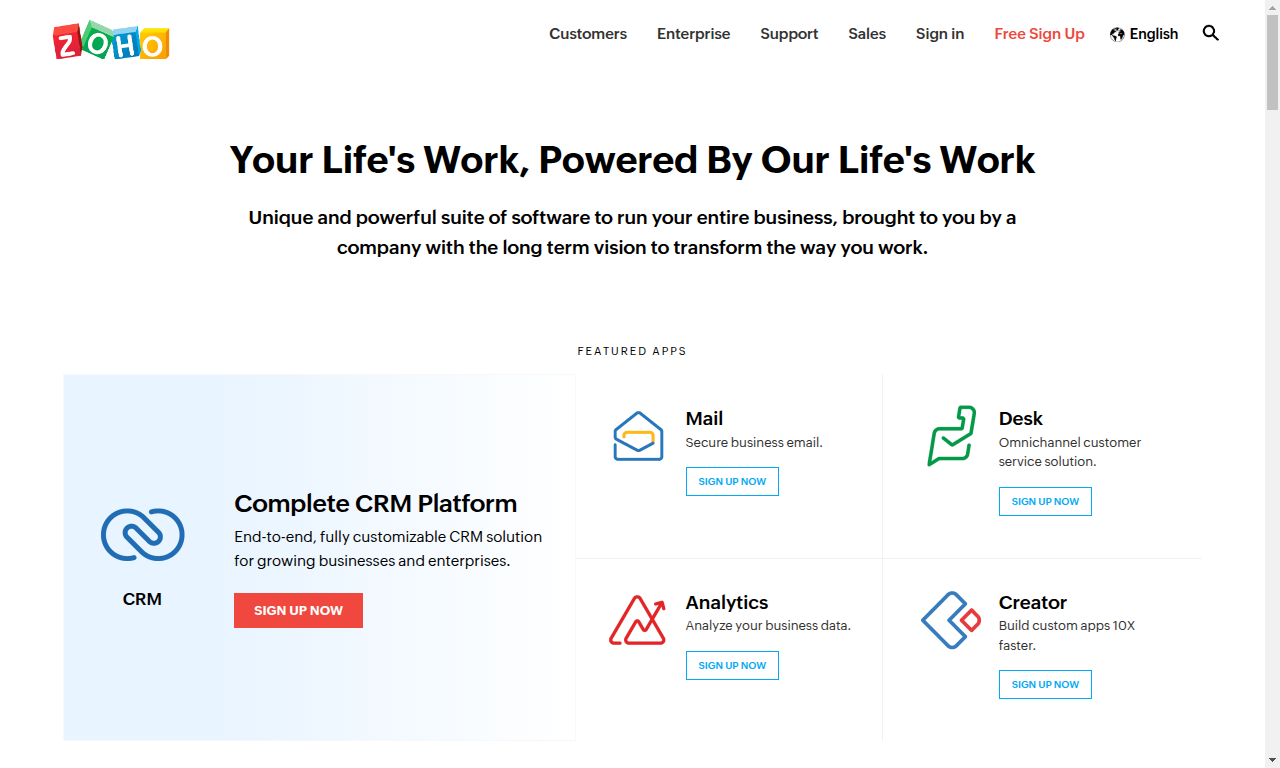 ZOHO
Customers Enterprise Support Sales Sign in Free Sign Up English
Your Life's Work, Powered By Our Life's Work
Unique and powerful suite of software to run your entire business, brought to you by a
company with the long term vision to transform the way you work.
FEATURED APPS
CRM
Complete CRM Platform
End-to-end, fully customizable CRM solution
for growing businesses and enterprises.
SIGN UP NOW
Mail
Secure business email.
SIGN UP NOW
Desk
Omnichannel customer
service solution.
SIGN UP NOW
Analytics
Analyze your business data.
SIGN UP NOW
Creator
Build custom apps 10X
faster.
SIGN UP NOW